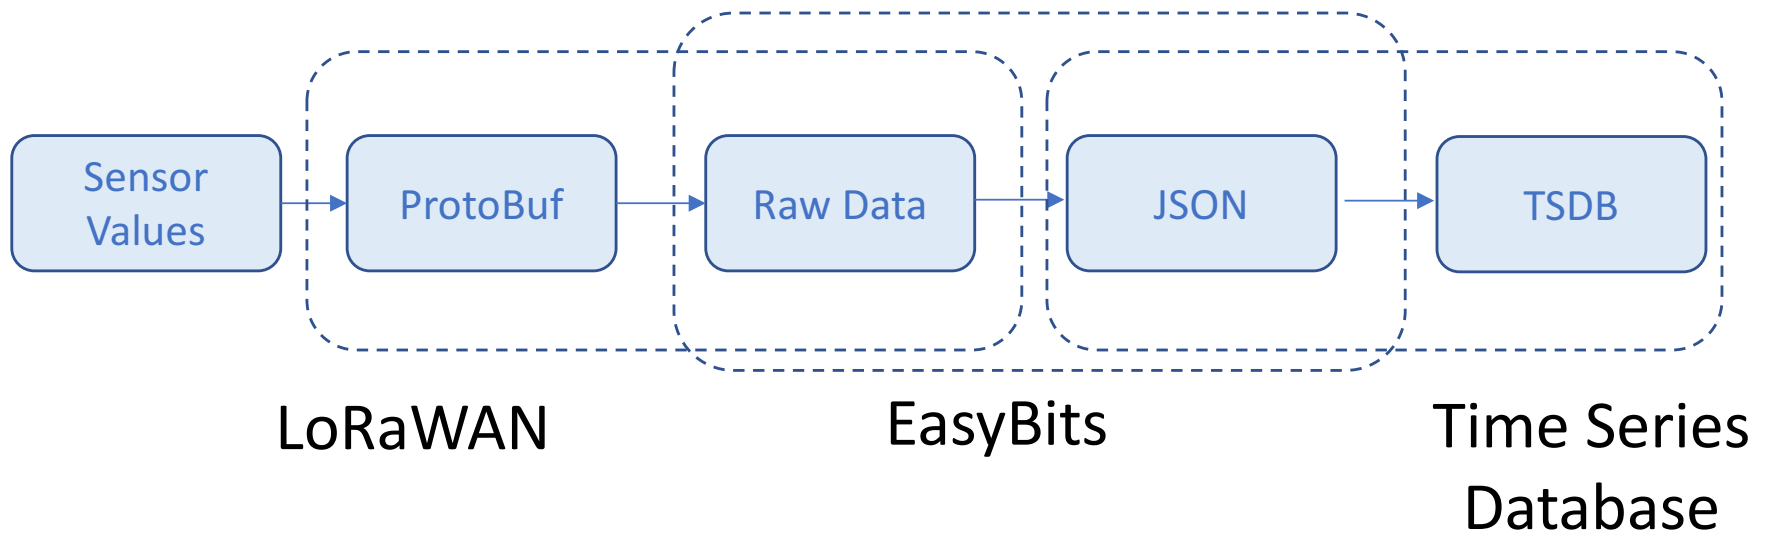 Sensor
Values
ProtoBuf
Raw Data
JSON
TSDB
LoRaWAN
EasyBits
Time Series
Database